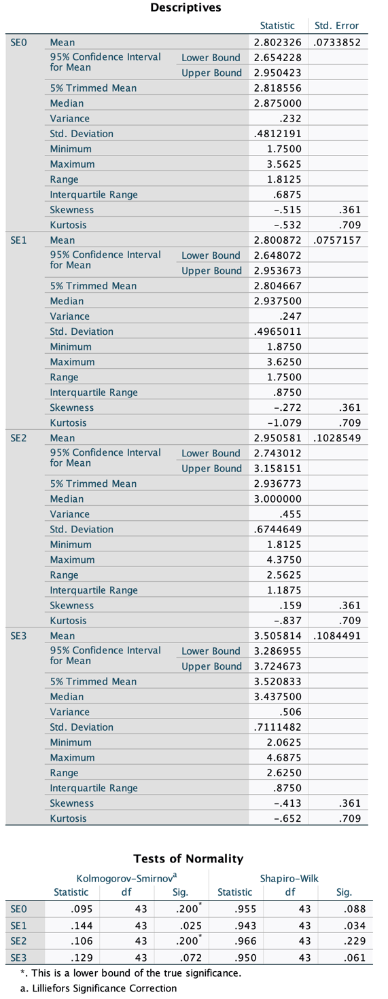 Descriptives
Statistic Std. Error
SE0 Mean 2.802326 .0733852
95% Confidence Interval for Mean Lower Bound 2.654228
Upper Bound 2.950423
5% Trimmed Mean 2.818556
Median 2.875000
Variance .232
Std. Deviation .4812191
Minimum 1.7500
Maximum 3.5625
Range 1.8125
Interquartile Range .6875
Skewness -.515 .361
Kurtosis -.532 .709
SE1 Mean 2.800872 .0757157
95% Confidence Interval for Mean Lower Bound 2.648072
Upper Bound 2.953673
5% Trimmed Mean 2.804667
Median 2.937500
Variance .247
Std. Deviation .4965011
Minimum 1.8750
Maximum 3.6250
Range 1.7500
Interquartile Range .8750
Skewness -.272 .361
Kurtosis -1.079 .709
SE2 Mean 2.950581 .1028549
95% Confidence Interval for Mean Lower Bound 2.743012
Upper Bound 3.158151
5% Trimmed Mean 2.936773
Median 3.000000
Variance .455
Std. Deviation .6744649
Minimum 1.8125
Maximum 4.3750
Range 2.5625
Interquartile Range 1.1875
Skewness .159 .361
Kurtosis -.837 .709
SE3 Mean 3.505814 .1084491
95% Confidence Interval for Mean Lower Bound 3.286955
Upper Bound 3.724673
5% Trimmed Mean 3.520833
Median 3.437500
Variance .506
Std. Deviation .7111482
Minimum 2.0625
Maximum 4.6875
Range 2.6250
Interquartile Range .8750
Skewness -.413 .361
Kurtosis -.652 .709
Tests of Normality
Kolmogorov-Smirnov^a Shapiro-Wilk
Statistic df Sig. Statistic df Sig.
SE0 .095 43 .200* .955 43 .088
SE1 .144 43 .025 .943 43 .034
SE2 .106 43 .200* .966 43 .229
SE3 .129 43 .072 .950 43 .061
*. This is a lower bound of the true significance.
a. Lilliefors Significance Correction